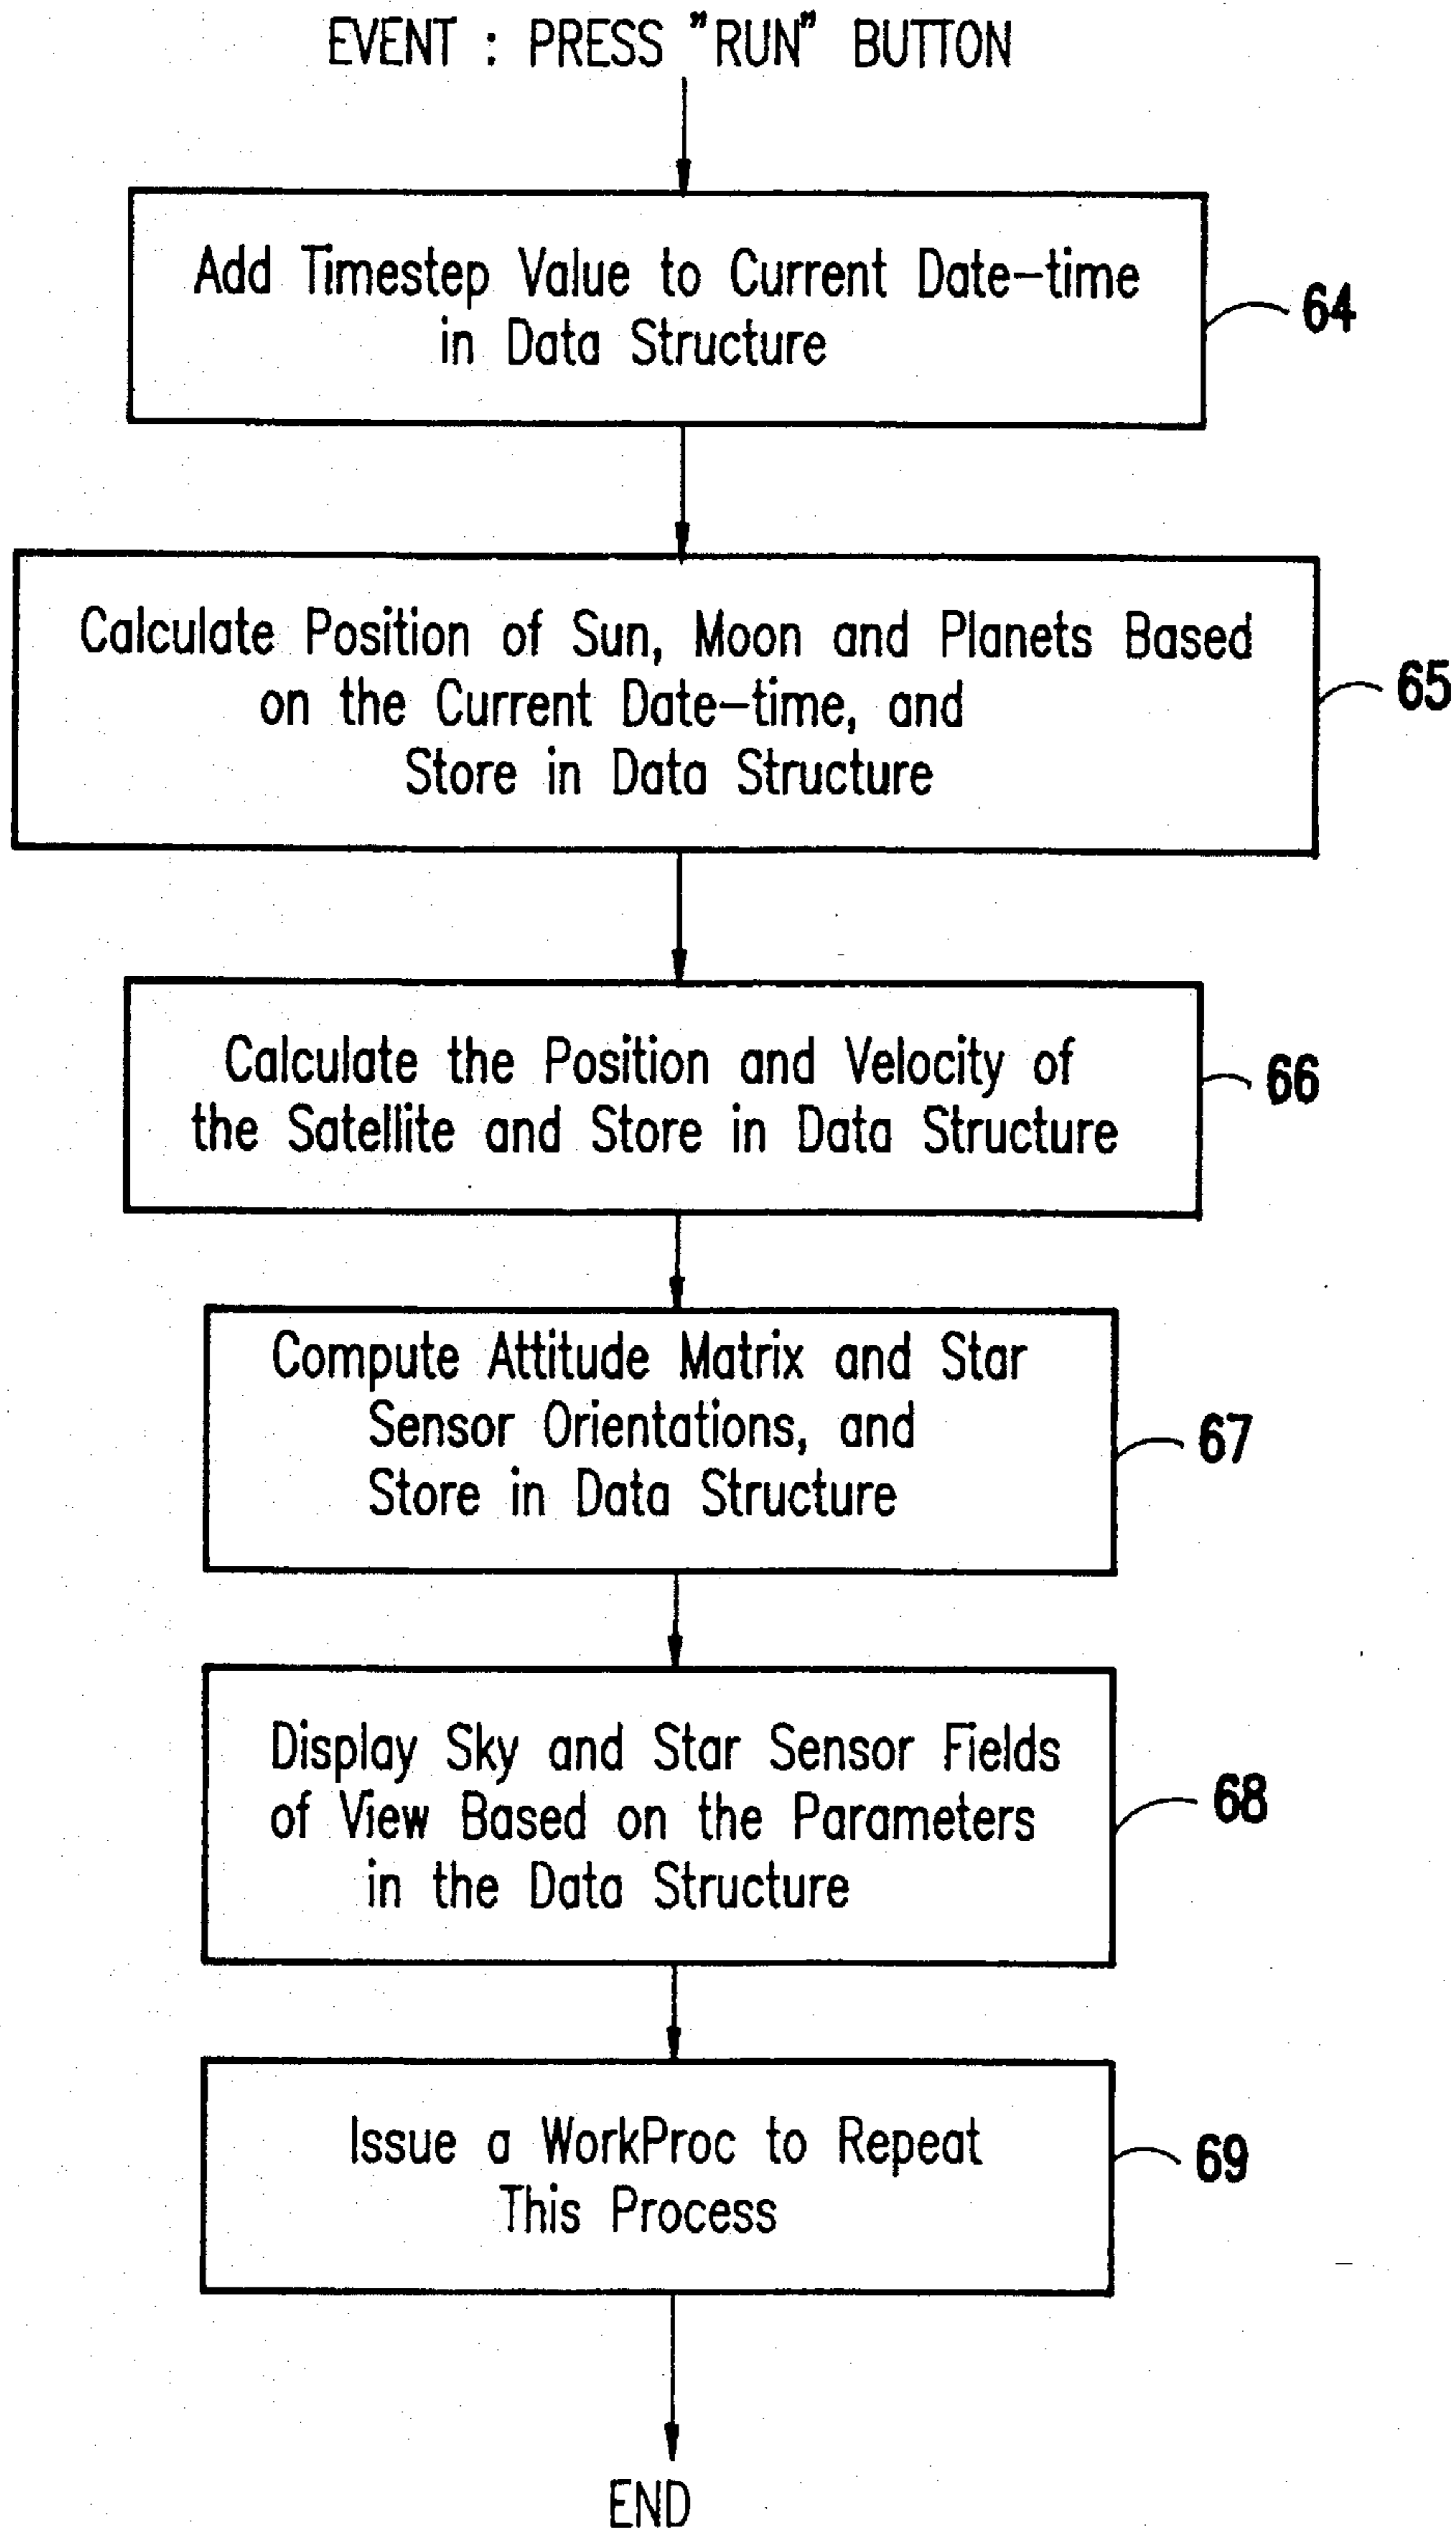 EVENT : PRESS "RUN" BUTTON
Add Timestep Value to Current Date-time
in Data Structure
64
Calculate Position of Sun, Moon and Planets Based
on the Current Date-time, and
Store in Data Structure
65
Calculate the Position and Velocity of
the Satellite and Store in Data Structure
66
Compute Attitude Matrix and Star
Sensor Orientations, and
Store in Data Structure
67
Display Sky and Star Sensor Fields
of View Based on the Parameters
in the Data Structure
68
Issue a WorkProc to Repeat
This Process
69
END